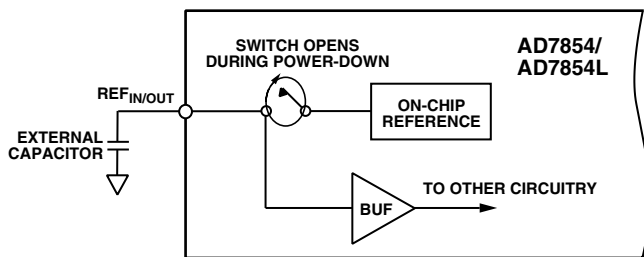 SWITCH OPENS
DURING POWER-DOWN
AD7854/
AD7854L
REFIN/OUT
ON-CHIP
REFERENCE
EXTERNAL
CAPACITOR
BUF
TO OTHER CIRCUITRY